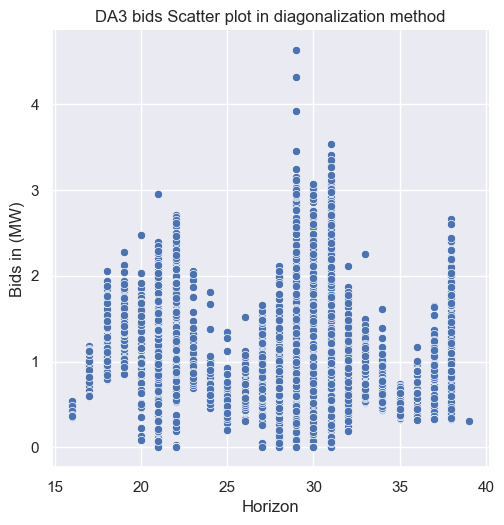 DA3 bids Scatter plot in diagonalization method
4
3
2
1
0
Bids in (MW)
15 20 25 30 35 40
Horizon